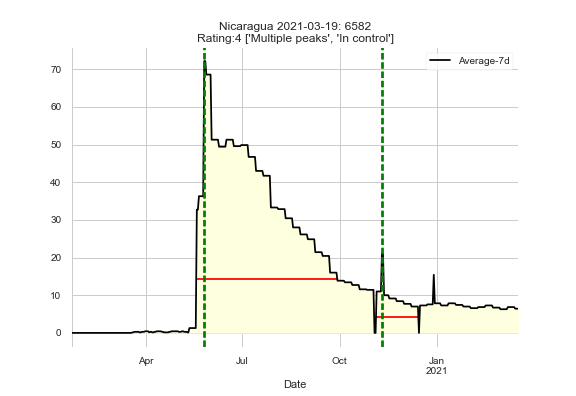 Nicaragua 2021-03-19: 6582
Rating:4 ['Multiple peaks', 'In control']
Average-7d
70
60
50
40
30
20
10
0
Apr
Jul
Oct
Jan
2021
Date